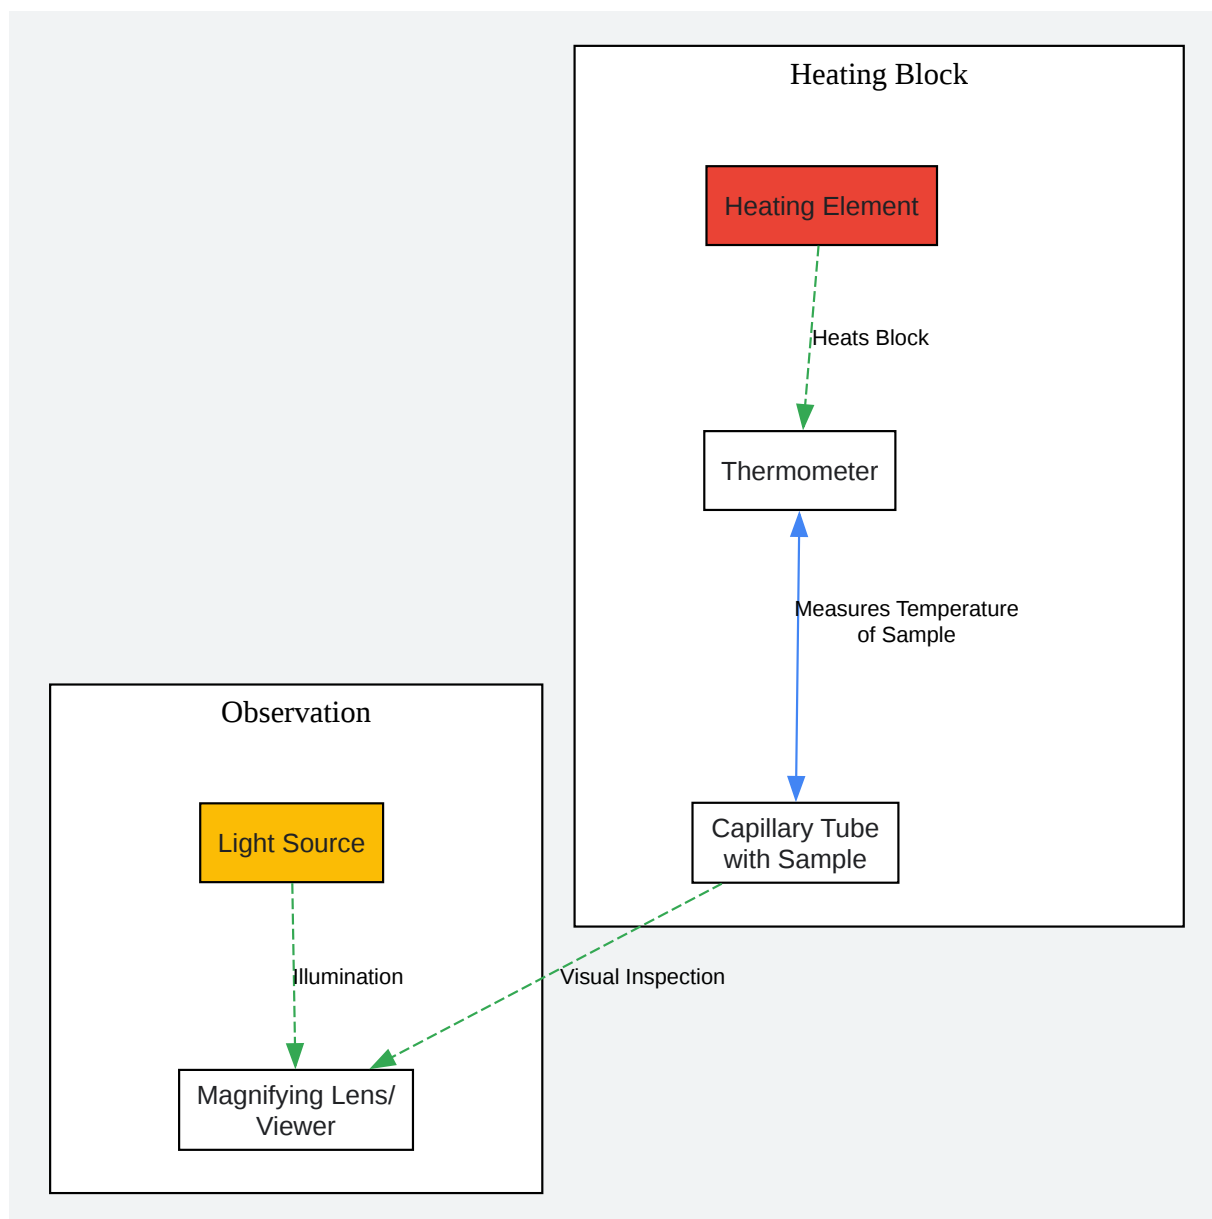 Heating Block
Heating Element
Heats Block
Thermometer
Measures Temperature
of Sample
Capillary Tube
with Sample
Observation
Light Source
Illumination
Visual Inspection
Magnifying Lens/
Viewer